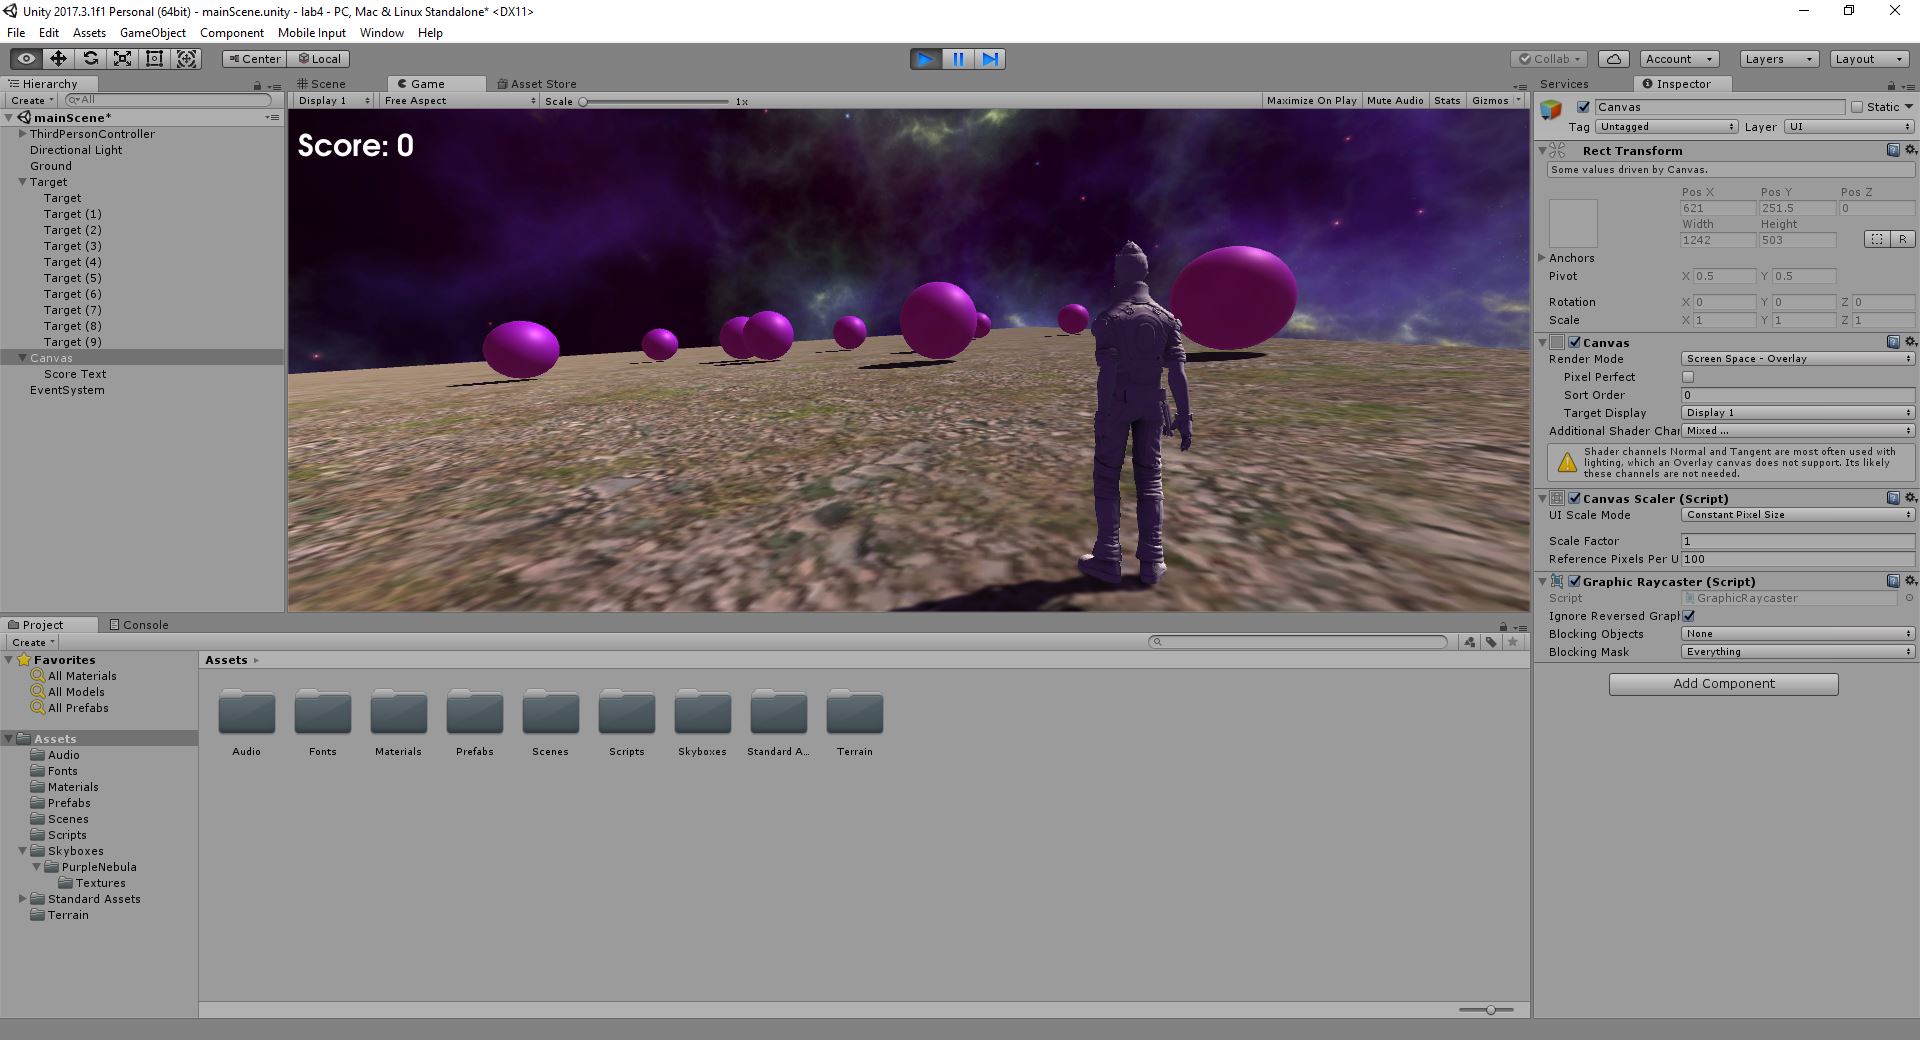 Unity 2017.3.1f1 Personal (64bit) - mainScene.unity - lab4 - PC, Mac & Linux Standalone* <DX11>
File Edit Assets GameObject Component Mobile Input Window Help
Center Local Collab Account Layers Layout
Hierarchy
Create All
mainScene*
ThirdPersonController
Directional Light
Ground
Target
Target
Target (1)
Target (2)
Target (3)
Target (4)
Target (5)
Target (6)
Target (7)
Target (8)
Target (9)
Canvas
Score Text
EventSystem
Scene Game Asset Store
Display 1 Free Aspect Scale 1x Maximize On Play Mute Audio Stats Gizmos
Score: 0
Services Inspector
Canvas Static
Tag Untagged Layer UI
Rect Transform
Some values driven by Canvas.
Pos X Pos Y Pos Z
621 251.5 0
Width Height
1242 503
R
Anchors
Pivot X 0.5 Y 0.5
Rotation X 0 Y 0 Z 0
Scale X 1 Y 1 Z 1
Canvas
Render Mode Screen Space - Overlay
Pixel Perfect
Sort Order 0
Target Display Display 1
Additional Shader Char Mixed ...
Shader channels Normal and Tangent are most often used with
lighting, which an Overlay canvas does not support. Its likely
these channels are not needed.
Canvas Scaler (Script)
UI Scale Mode Constant Pixel Size
Scale Factor 1
Reference Pixels Per U 100
Graphic Raycaster (Script)
Script GraphicRaycaster
Ignore Reversed Graph
Blocking Objects None
Blocking Mask Everything
Add Component
Project Console
Create
Favorites
All Materials
All Models
All Prefabs
Assets
Audio
Fonts
Materials
Prefabs
Scenes
Scripts
Skyboxes
PurpleNebula
Textures
Standard Assets
Terrain
Assets
Audio Fonts Materials Prefabs Scenes Scripts Skyboxes Standard A... Terrain